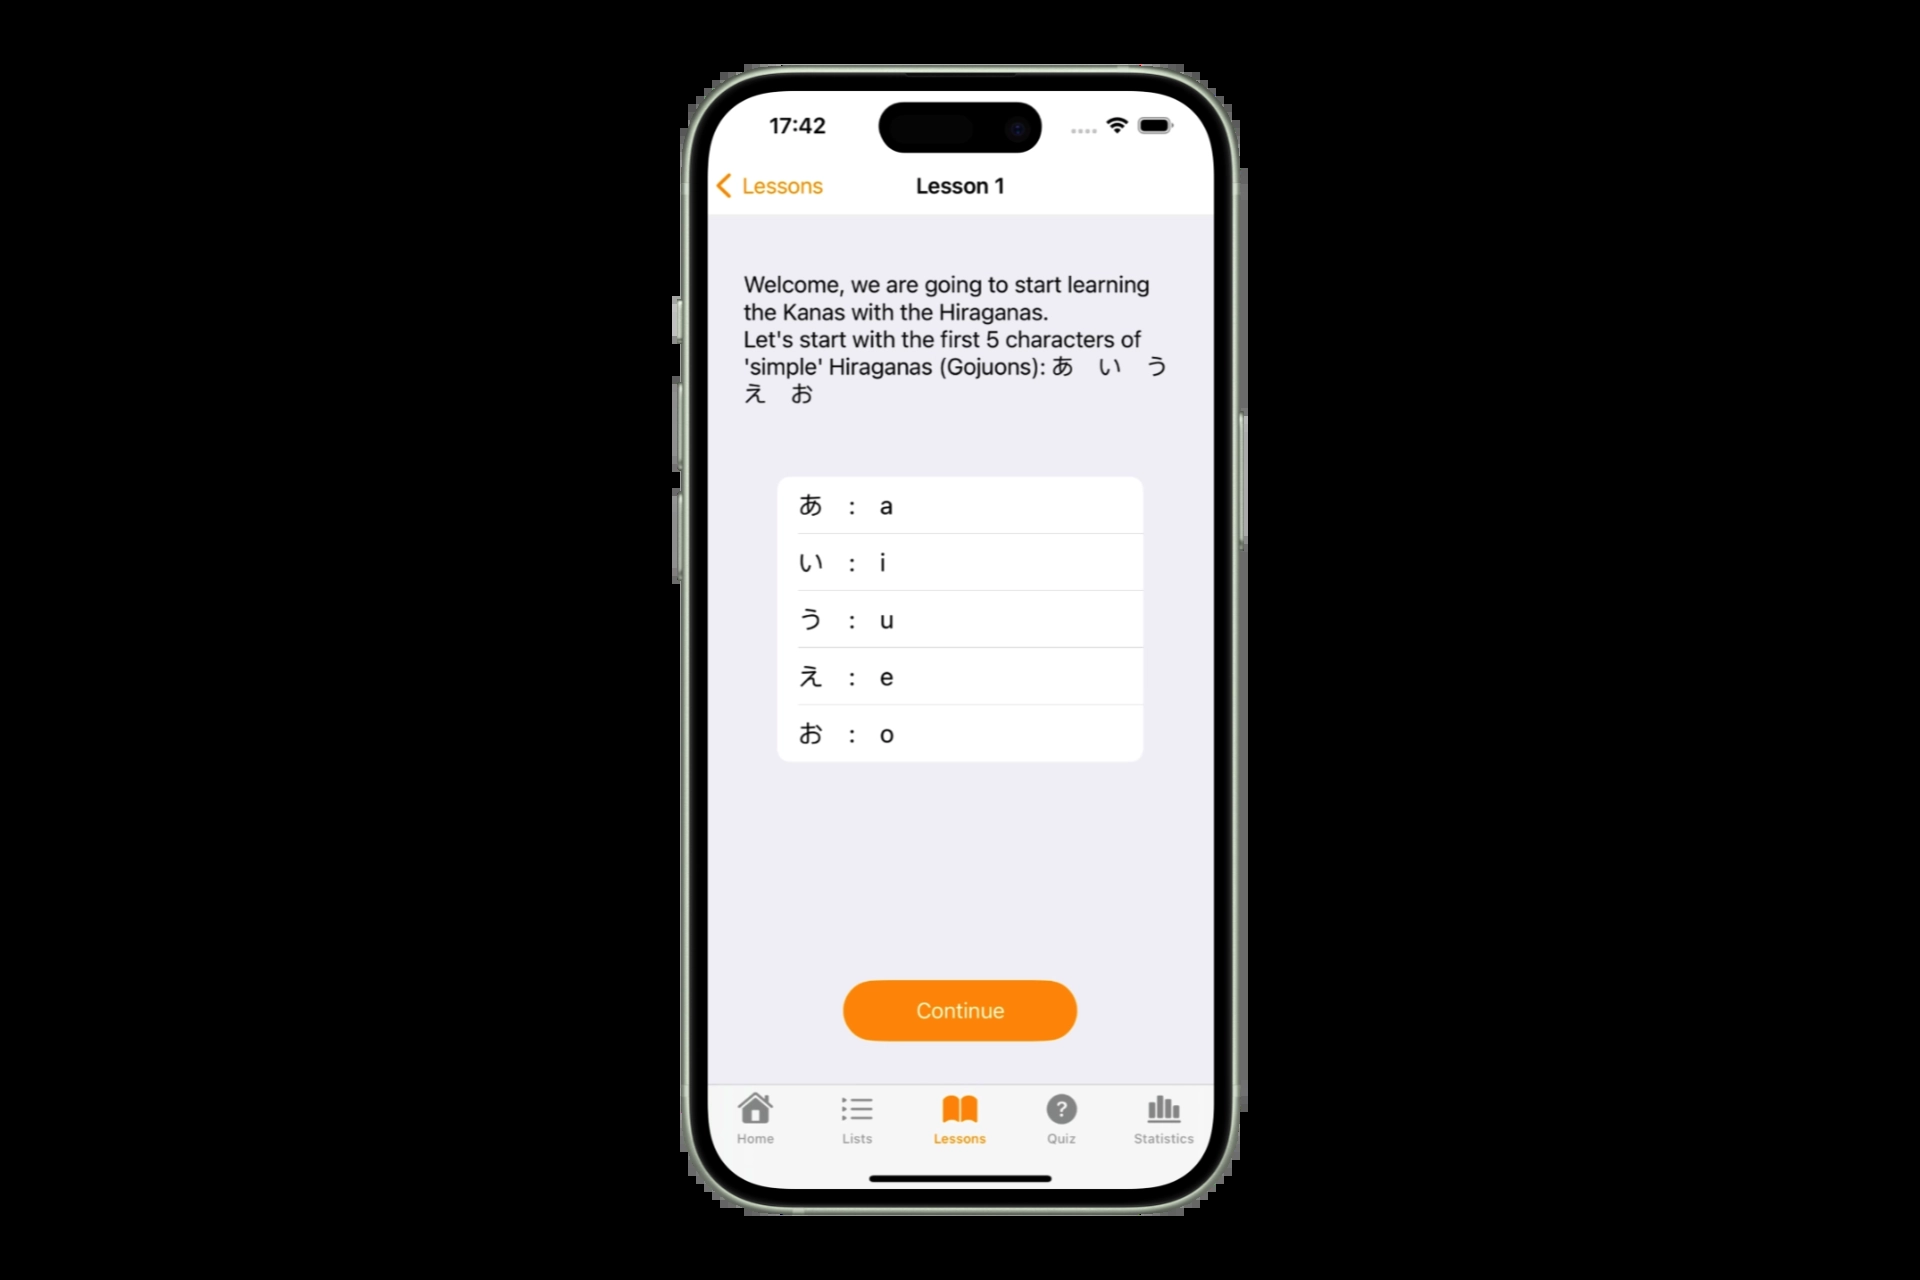 17:42
Lessons
Lesson 1
Welcome, we are going to start learning
the Kanas with the Hiraganas.
Let's start with the first 5 characters of
'simple' Hiraganas (Gojuons): あ　い　う
え　お
あ : a
い : i
う : u
え : e
お : o
Continue
Home
Lists
Lessons
?
Quiz
Statistics